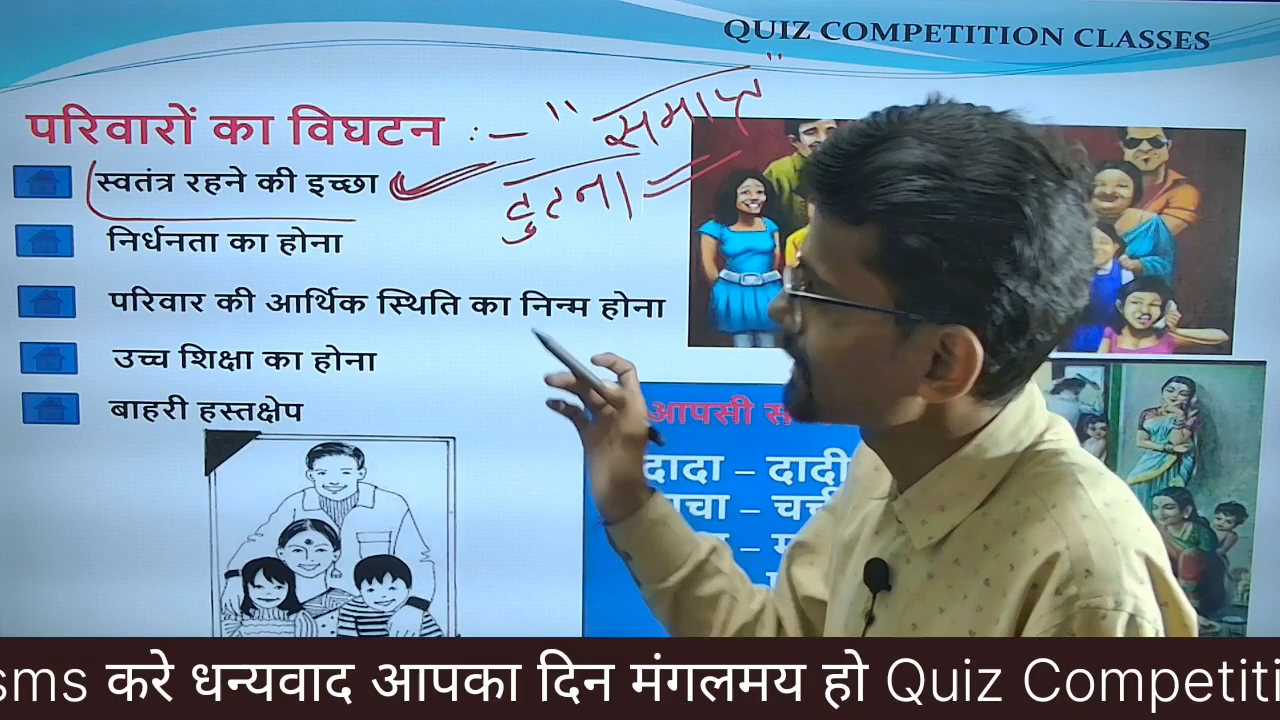 QUIZ COMPETITION CLASSES
परिवारों का विघटन :– " समाप्त "
स्वतंत्र रहने की इच्छा
टुटना
निर्धनता का होना
परिवार की आर्थिक स्थिति का निन्म होना
उच्च शिक्षा का होना
बाहरी हस्तक्षेप
आपसी
दादा – दादी
sms करे धन्यवाद आपका दिन मंगलमय हो Quiz Competiti